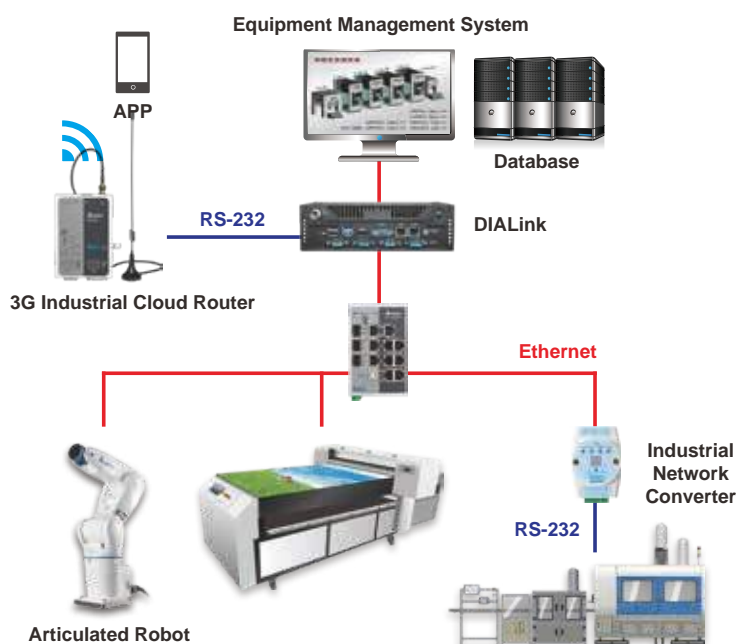 Equipment Management System
APP
Database
RS-232
DIALink
3G Industrial Cloud Router
Ethernet
Industrial
Network
Converter
RS-232
Articulated Robot